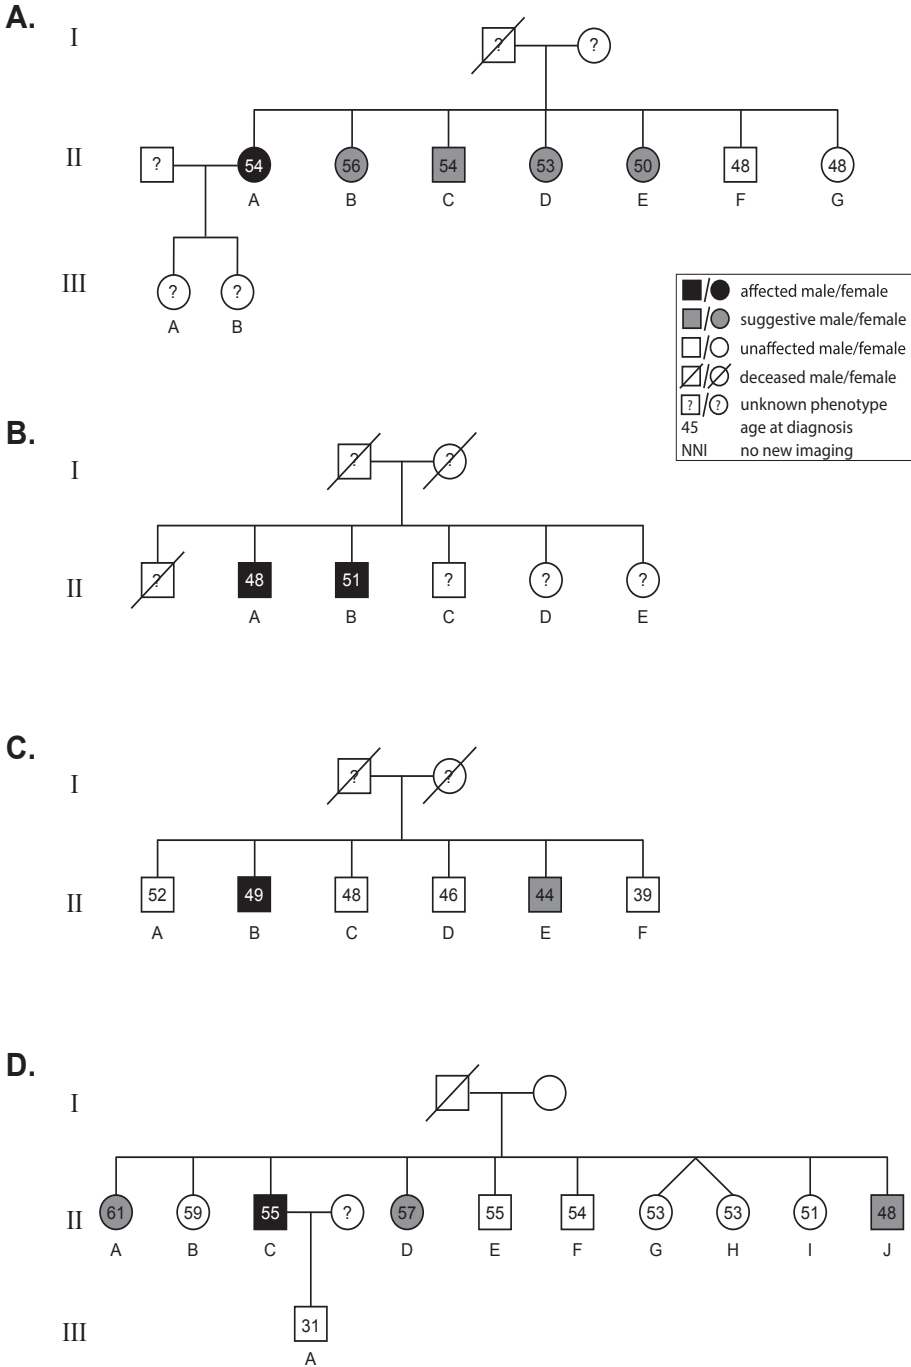 A.
I
? ?
II
? 54 56 54 53 50 48 48
A B C D E F G
III
? ?
A B
affected male/female
suggestive male/female
unaffected male/female
deceased male/female
? / ? unknown phenotype
45 age at diagnosis
NNI no new imaging
B.
I
? ?
II
? 48 51 ? ? ?
A B C D E
C.
I
? ?
II
52 49 48 46 44 39
A B C D E F
D.
I
II
61 59 55 ? 57 55 54 53 53 51 48
A B C D E F G H I J
III
31
A